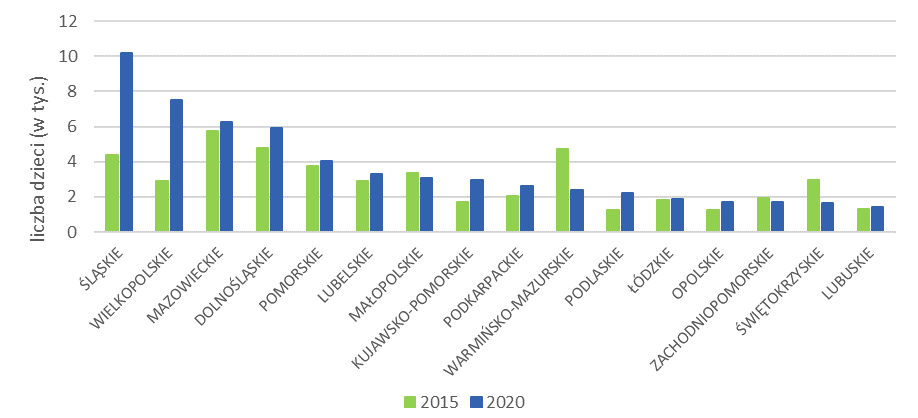 liczba dzieci (w tys.)
12
10
8
6
4
2
0
ŚLĄSKIE
WIELKOPOLSKIE
MAZOWIECKIE
DOLNOŚLĄSKIE
POMORSKIE
LUBELSKIE
MAŁOPOLSKIE
KUJAWSKO-POMORSKIE
PODKARPACKIE
WARMIŃSKO-MAZURSKIE
PODLASKIE
ŁÓDZKIE
OPOLSKIE
ZACHODNIOPOMORSKIE
ŚWIĘTOKRZYSKIE
LUBUSKIE
2015 2020